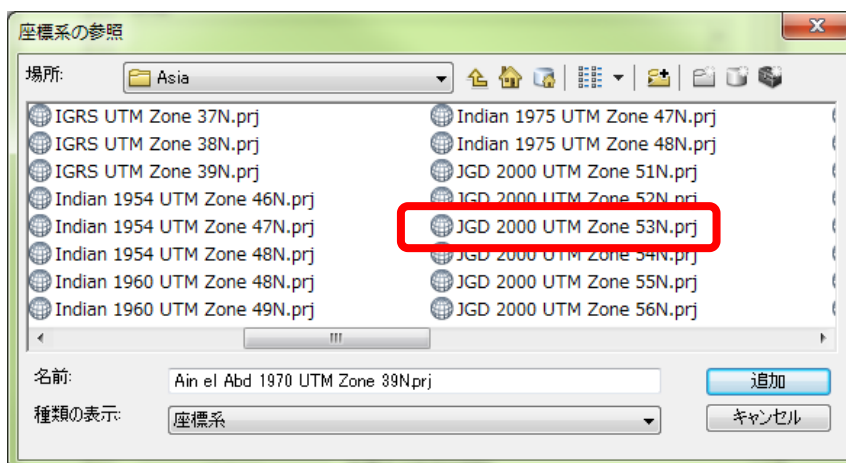 座標系の参照
場所: Asia
IGRS UTM Zone 37N.prj
IGRS UTM Zone 38N.prj
IGRS UTM Zone 39N.prj
Indian 1954 UTM Zone 46N.prj
Indian 1954 UTM Zone 47N.prj
Indian 1954 UTM Zone 48N.prj
Indian 1960 UTM Zone 48N.prj
Indian 1960 UTM Zone 49N.prj
Indian 1975 UTM Zone 47N.prj
Indian 1975 UTM Zone 48N.prj
JGD 2000 UTM Zone 51N.prj
JGD 2000 UTM Zone 52N.prj
JGD 2000 UTM Zone 53N.prj
JGD 2000 UTM Zone 54N.prj
JGD 2000 UTM Zone 55N.prj
JGD 2000 UTM Zone 56N.prj
名前: Ain el Abd 1970 UTM Zone 39N.prj 追加
種類の表示: 座標系 キャンセル